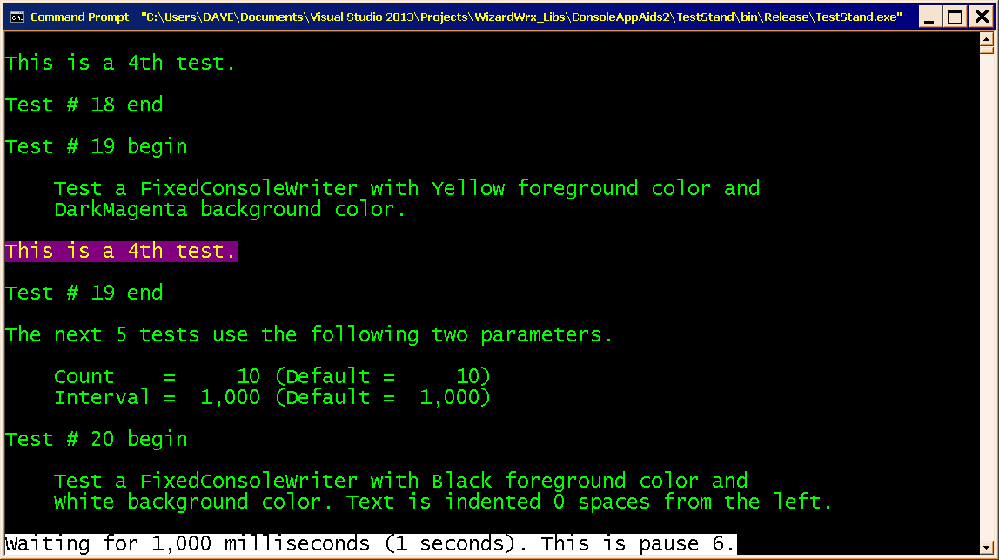 Command Prompt - "C:\Users\DAVE\Documents\Visual Studio 2013\Projects\WizardWrx_Libs\ConsoleAppAids2\TestStand\bin\Release\TestStand.exe"
This is a 4th test.
Test # 18 end
Test # 19 begin
Test a FixedConsoleWriter with Yellow foreground color and
DarkMagenta background color.
This is a 4th test.
Test # 19 end
The next 5 tests use the following two parameters.
Count    =     10 (Default =     10)
Interval =  1,000 (Default =  1,000)
Test # 20 begin
Test a FixedConsoleWriter with Black foreground color and
White background color. Text is indented 0 spaces from the left.
Waiting for 1,000 milliseconds (1 seconds). This is pause 6.